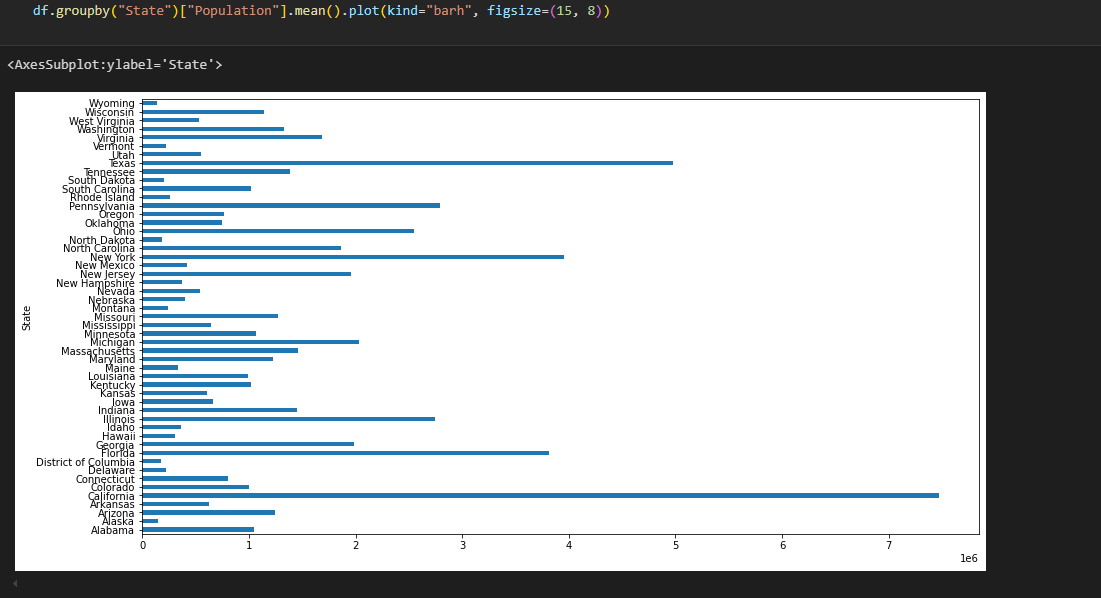 df.groupby("State")["Population"].mean().plot(kind="barh", figsize=(15, 8))
<AxesSubplot:ylabel='State'>
Wyoming
Wisconsin
West Virginia
Washington
Virginia
Vermont
Utah
Texas
Tennessee
South Dakota
South Carolina
Rhode Island
Pennsylvania
Oregon
Oklahoma
Ohio
North Dakota
North Carolina
New York
New Mexico
New Jersey
New Hampshire
Nevada
Nebraska
Montana
Missouri
Mississippi
Minnesota
Michigan
Massachusetts
Maryland
Maine
Louisiana
Kentucky
Kansas
Iowa
Indiana
Illinois
Idaho
Hawaii
Georgia
Florida
District of Columbia
Delaware
Connecticut
Colorado
California
Arkansas
Arizona
Alaska
Alabama
State
0 1 2 3 4 5 6 7
1e6